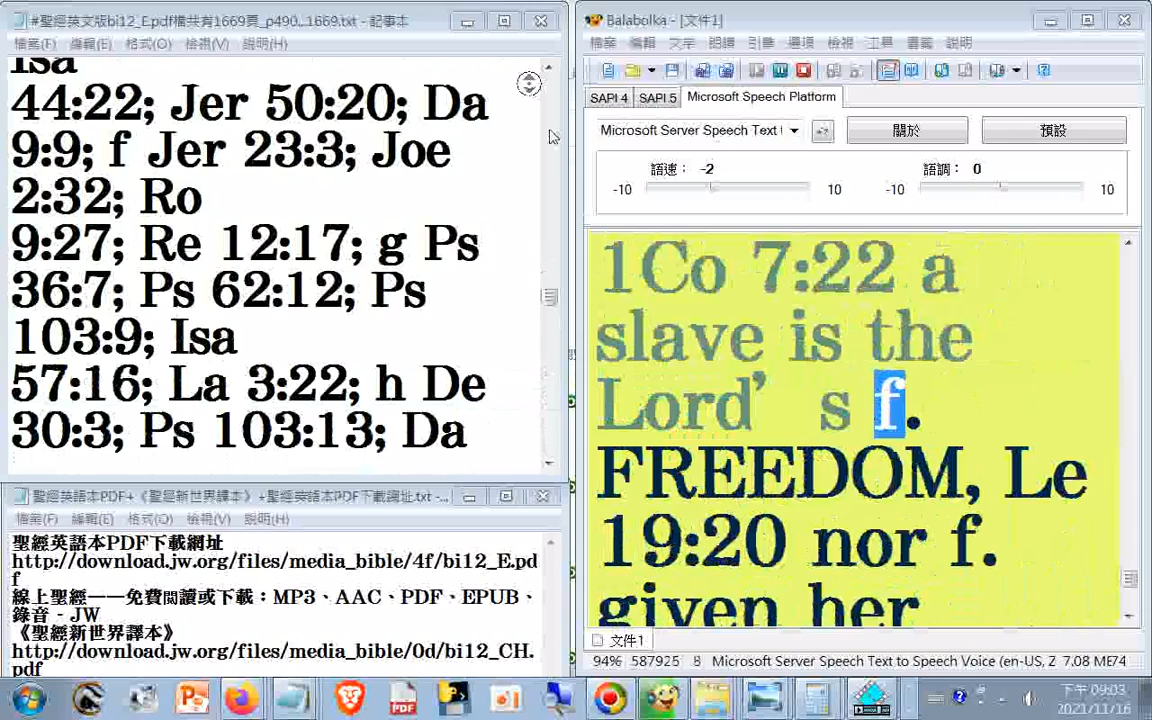 #聖經英文版bi12_E.pdf檔共有1669頁_p490...1669.txt - 記事本
檔案(F) 編輯(E) 格式(O) 檢視(V) 說明(H)
Isa
44:22; Jer 50:20; Da
9:9; f Jer 23:3; Joe
2:32; Ro
9:27; Re 12:17; g Ps
36:7; Ps 62:12; Ps
103:9; Isa
57:16; La 3:22; h De
30:3; Ps 103:13; Da
聖經英語本PDF+《聖經新世界譯本》+聖經英語本PDF下載網址.txt -...
檔案(F) 編輯(E) 格式(O) 檢視(V) 說明(H)
聖經英語本PDF下載網址
http://download.jw.org/files/media_bible/4f/bi12_E.pd
f
線上聖經——免費閱讀或下載：MP3、AAC、PDF、EPUB、
錄音 - JW
《聖經新世界譯本》
http://download.jw.org/files/media_bible/0d/bi12_CH.
pdf
Balabolka - [文件1]
檔案 編輯 文字 朗讀 引導 選項 檢視 工具 書籤 說明
SAPI 4 SAPI 5 Microsoft Speech Platform
Microsoft Server Speech Text 關於 預設
語速： -2 語調： 0
-10 10 -10 10
1Co 7:22 a
slave is the
Lord’ s f.
FREEDOM, Le
19:20 nor f.
given her
文件1
94% 587925 8 Microsoft Server Speech Text to Speech Voice (en-US, Z 7.08 ME74
下午 09:03
2021/11/16